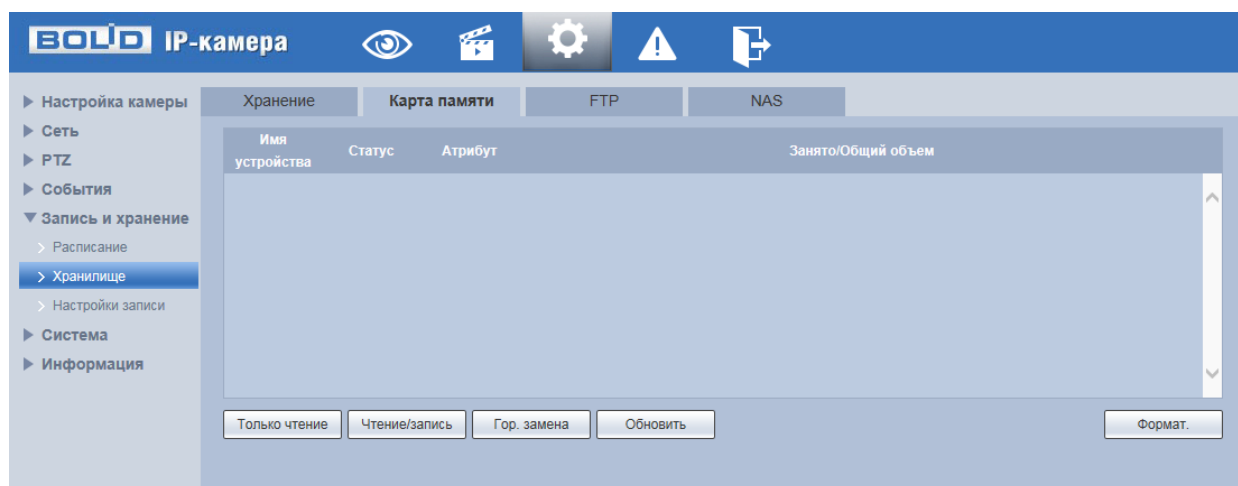 BOLID IP-камера
Настройка камеры
Сеть
PTZ
События
Запись и хранение
Расписание
Хранилище
Настройки записи
Система
Информация
Хранение
Карта памяти
FTP
NAS
Имя
устройства
Статус
Атрибут
Занято/Общий объем
Только чтение
Чтение/запись
Гор. замена
Обновить
Формат.